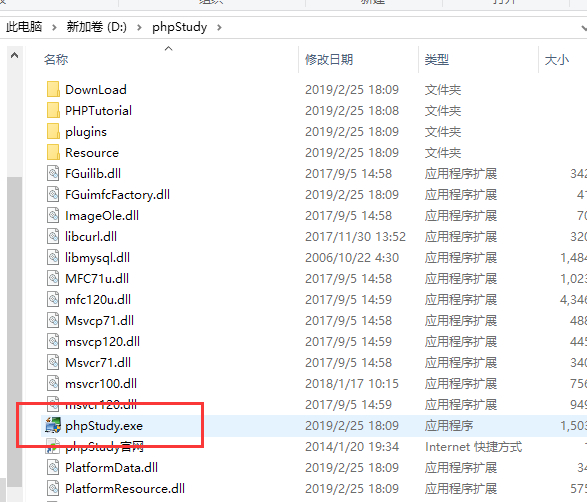 此电脑 › 新加卷 (D:) › phpStudy ›
名称 修改日期 类型 大小
DownLoad 2019/2/25 18:09 文件夹
PHPTutorial 2019/2/25 18:08 文件夹
plugins 2019/2/25 18:09 文件夹
Resource 2019/2/25 18:09 文件夹
FGuilib.dll 2017/9/5 14:58 应用程序扩展 342
FGuimfcFactory.dll 2019/2/25 18:09 应用程序扩展 41
ImageOle.dll 2017/9/5 14:58 应用程序扩展 70
libcurl.dll 2017/11/30 13:52 应用程序扩展 320
libmysql.dll 2006/10/22 4:30 应用程序扩展 1,484
MFC71u.dll 2017/9/5 14:58 应用程序扩展 1,023
mfc120u.dll 2017/9/5 14:59 应用程序扩展 4,346
Msvcp71.dll 2017/9/5 14:58 应用程序扩展 488
msvcp120.dll 2017/9/5 14:59 应用程序扩展 445
Msvcr71.dll 2017/9/5 14:58 应用程序扩展 340
msvcr100.dll 2018/1/17 10:15 应用程序扩展 756
msvcr120.dll 2017/9/5 14:59 应用程序扩展 949
phpStudy.exe 2019/2/25 18:09 应用程序 1,503
phpStudy官网 2014/1/20 19:34 Internet 快捷方式
PlatformData.dll 2019/2/25 18:09 应用程序扩展 34
PlatformResource.dll 2019/2/25 18:09 应用程序扩展 575